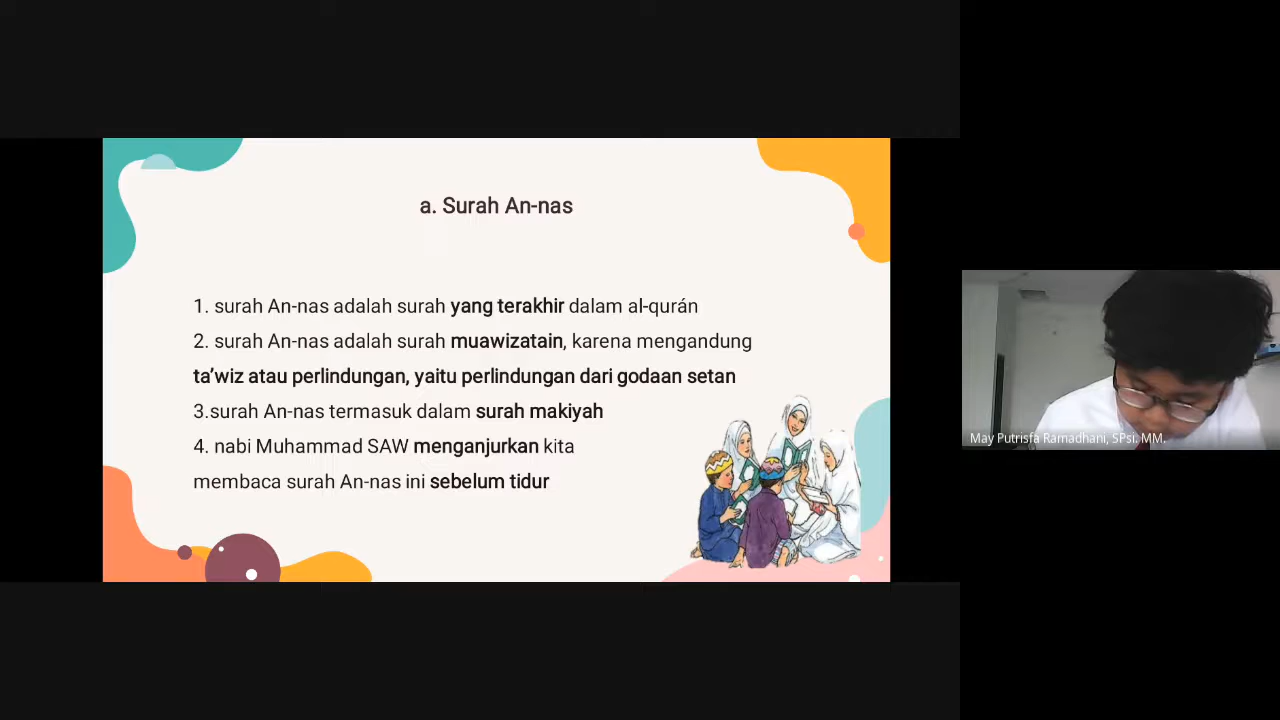 a. Surah An-nas
1. surah An-nas adalah surah yang terakhir dalam al-qurán
2. surah An-nas adalah surah muawizatain, karena mengandung
ta’wiz atau perlindungan, yaitu perlindungan dari godaan setan
3.surah An-nas termasuk dalam surah makiyah
4. nabi Muhammad SAW menganjurkan kita
membaca surah An-nas ini sebelum tidur
May Putrisfa Ramadhani, SPsi. MM.